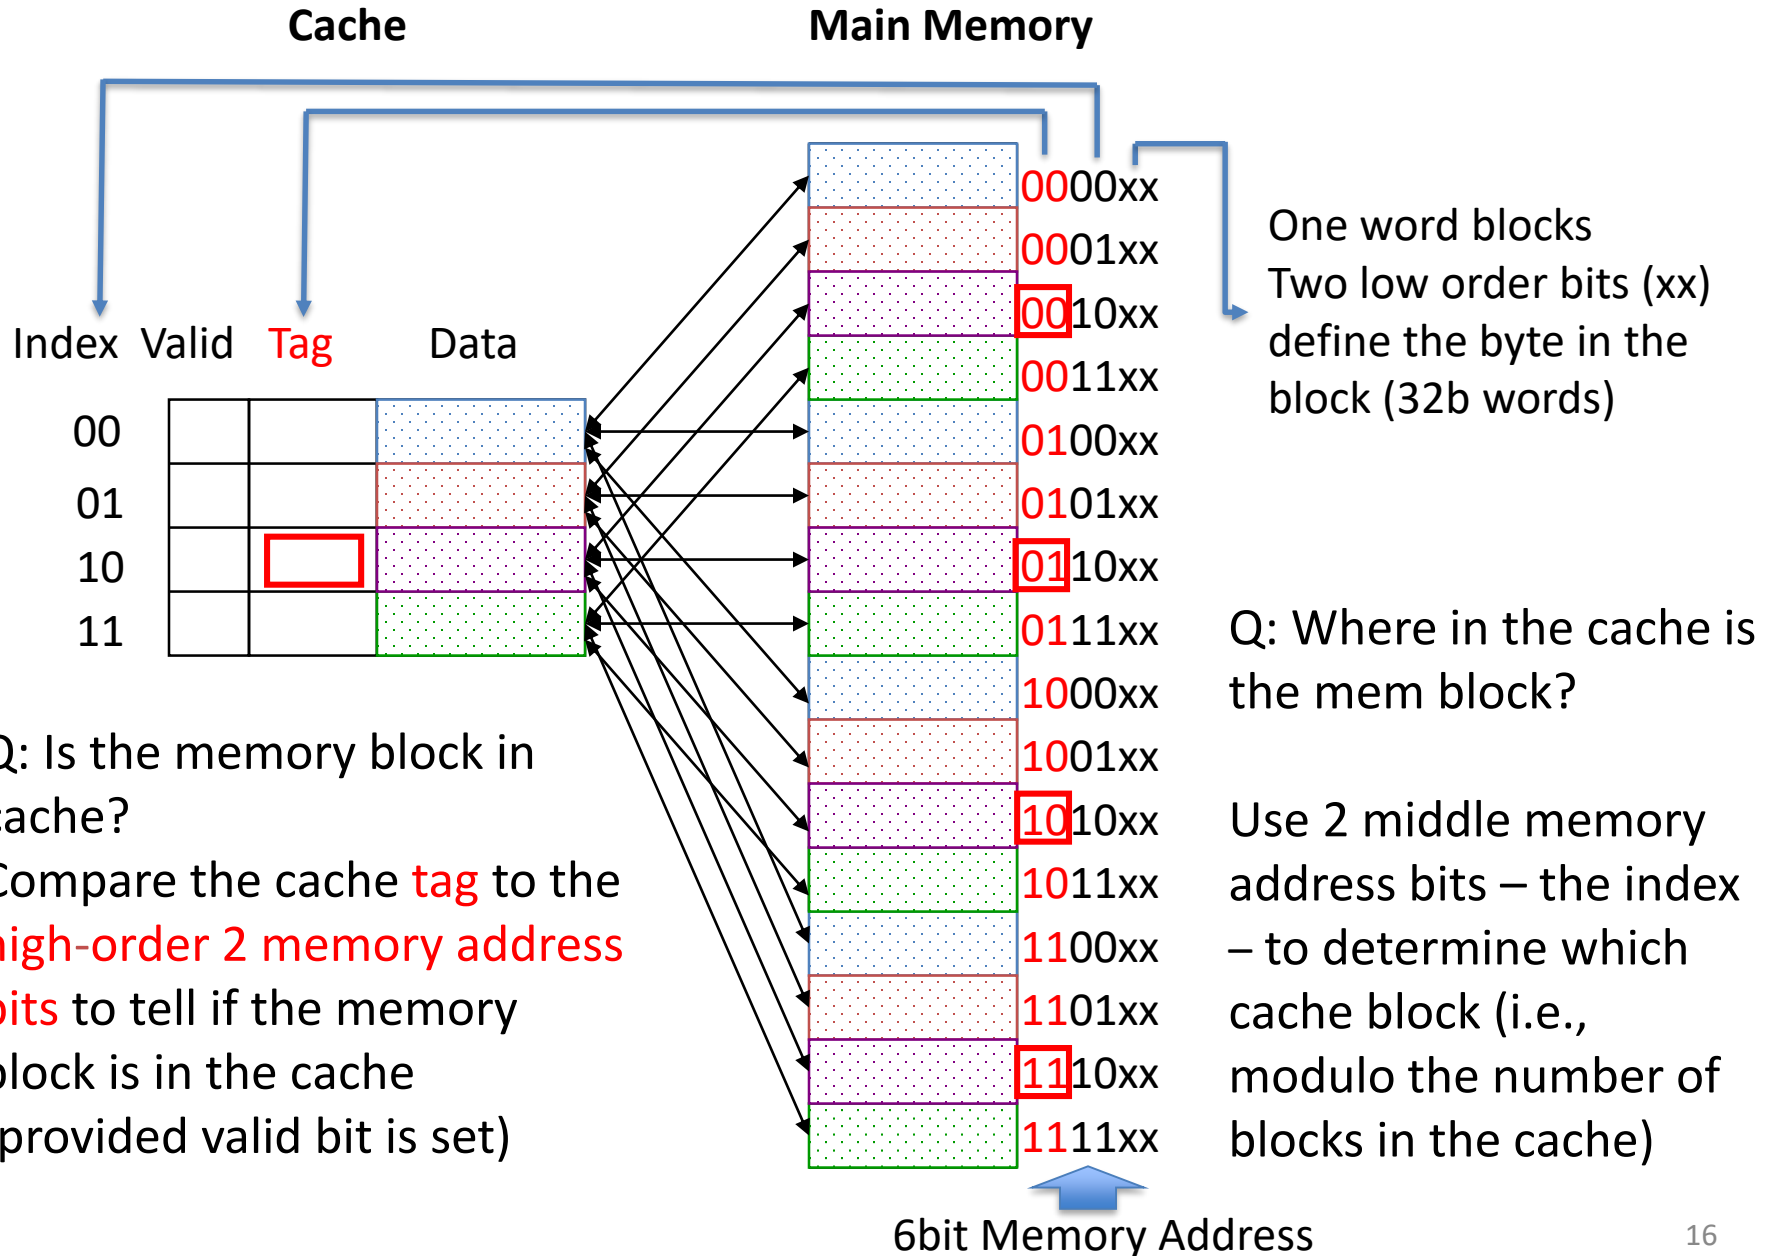 Cache
Main Memory
Index Valid Tag Data
00
01
10
11
0000xx
0001xx
0010xx
0011xx
0100xx
0101xx
0110xx
0111xx
1000xx
1001xx
1010xx
1011xx
1100xx
1101xx
1110xx
1111xx
6bit Memory Address
One word blocks
Two low order bits (xx)
define the byte in the
block (32b words)
Q: Is the memory block in
cache?
Compare the cache tag to the
high-order 2 memory address
bits to tell if the memory
block is in the cache
(provided valid bit is set)
Q: Where in the cache is
the mem block?
Use 2 middle memory
address bits – the index
– to determine which
cache block (i.e.,
modulo the number of
blocks in the cache)
16